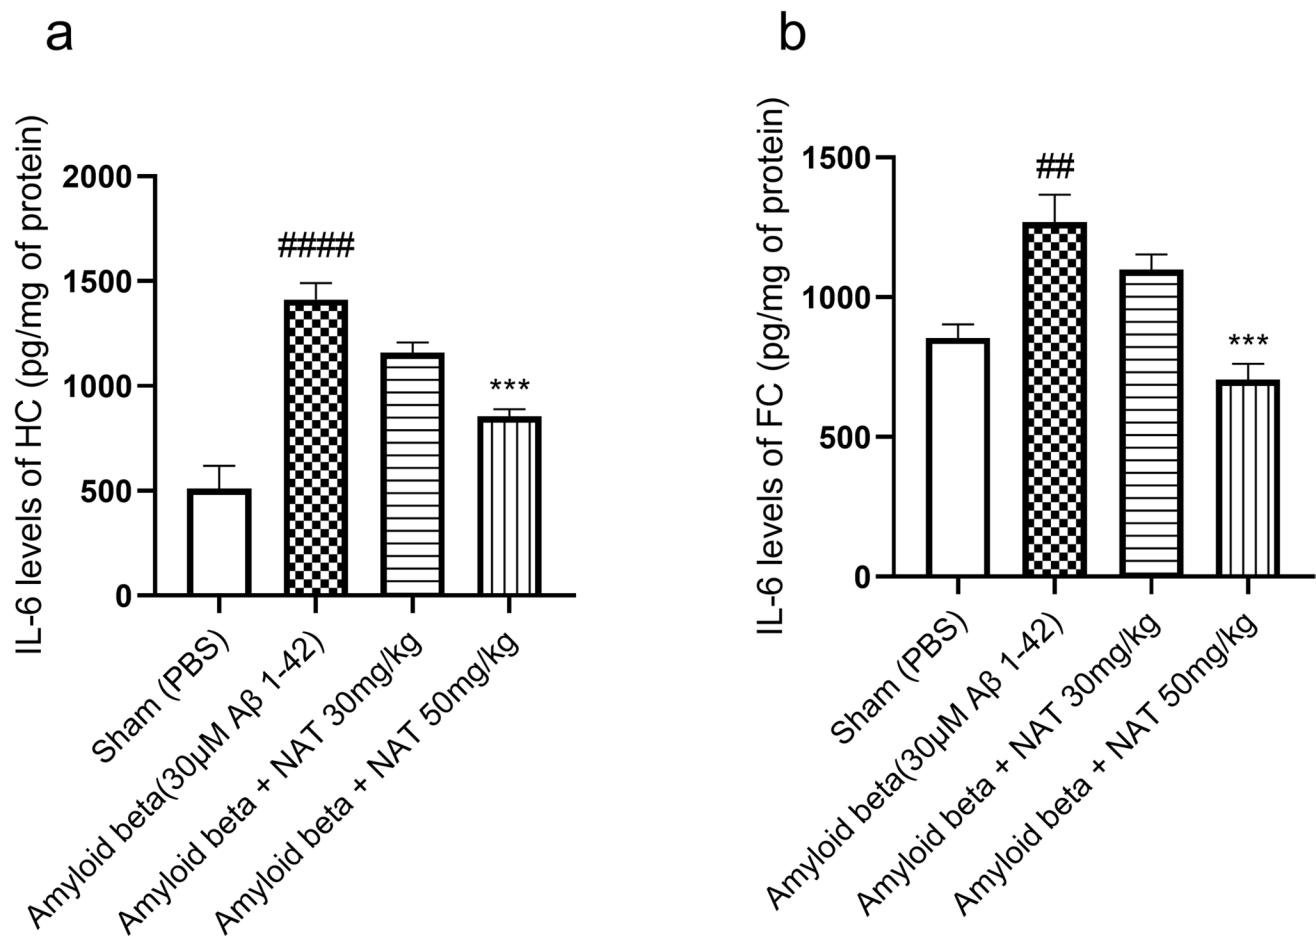 a
IL-6 levels of HC (pg/mg of protein)
2000
1500
1000
500
0
####
***
Sham (PBS)
Amyloid beta(30μM Aβ 1-42)
Amyloid beta + NAT 30mg/kg
Amyloid beta + NAT 50mg/kg
b
IL-6 levels of FC (pg/mg of protein)
1500
1000
500
0
##
***
Sham (PBS)
Amyloid beta(30μM Aβ 1-42)
Amyloid beta + NAT 30mg/kg
Amyloid beta + NAT 50mg/kg